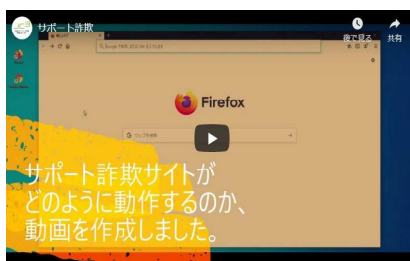 サポート詐欺
後で見る
共有
Firefox
サポート詐欺サイトが
どのように動作するのか、
動画を作成しました。